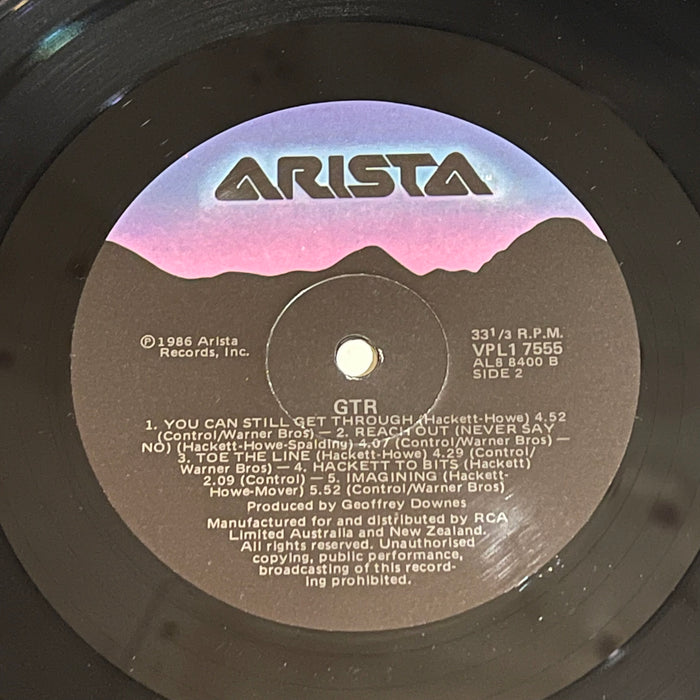 ARISTA
℗ 1986 Arista
Records, Inc.
33 1/3 R.P.M.
VPL1 7555
AL8 8400 B
SIDE 2
GTR
1. YOU CAN STILL GET THROUGH (Hackett-Howe) 4.52
(Control/Warner Bros) — 2. REACH OUT (NEVER SAY
NO) (Hackett-Howe-Spalding) 4.07 (Control/Warner Bros) —
3. TOE THE LINE (Hackett-Howe) 4.29 (Control/
Warner Bros) — 4. HACKETT TO BITS (Hackett)
2.09 (Control) — 5. IMAGINING (Hackett-
Howe-Mover) 5.52 (Control/Warner Bros)
Produced by Geoffrey Downes
Manufactured for and distributed by RCA
Limited Australia and New Zealand.
All rights reserved. Unauthorised
copying, public performance,
broadcasting of this record-
ing prohibited.